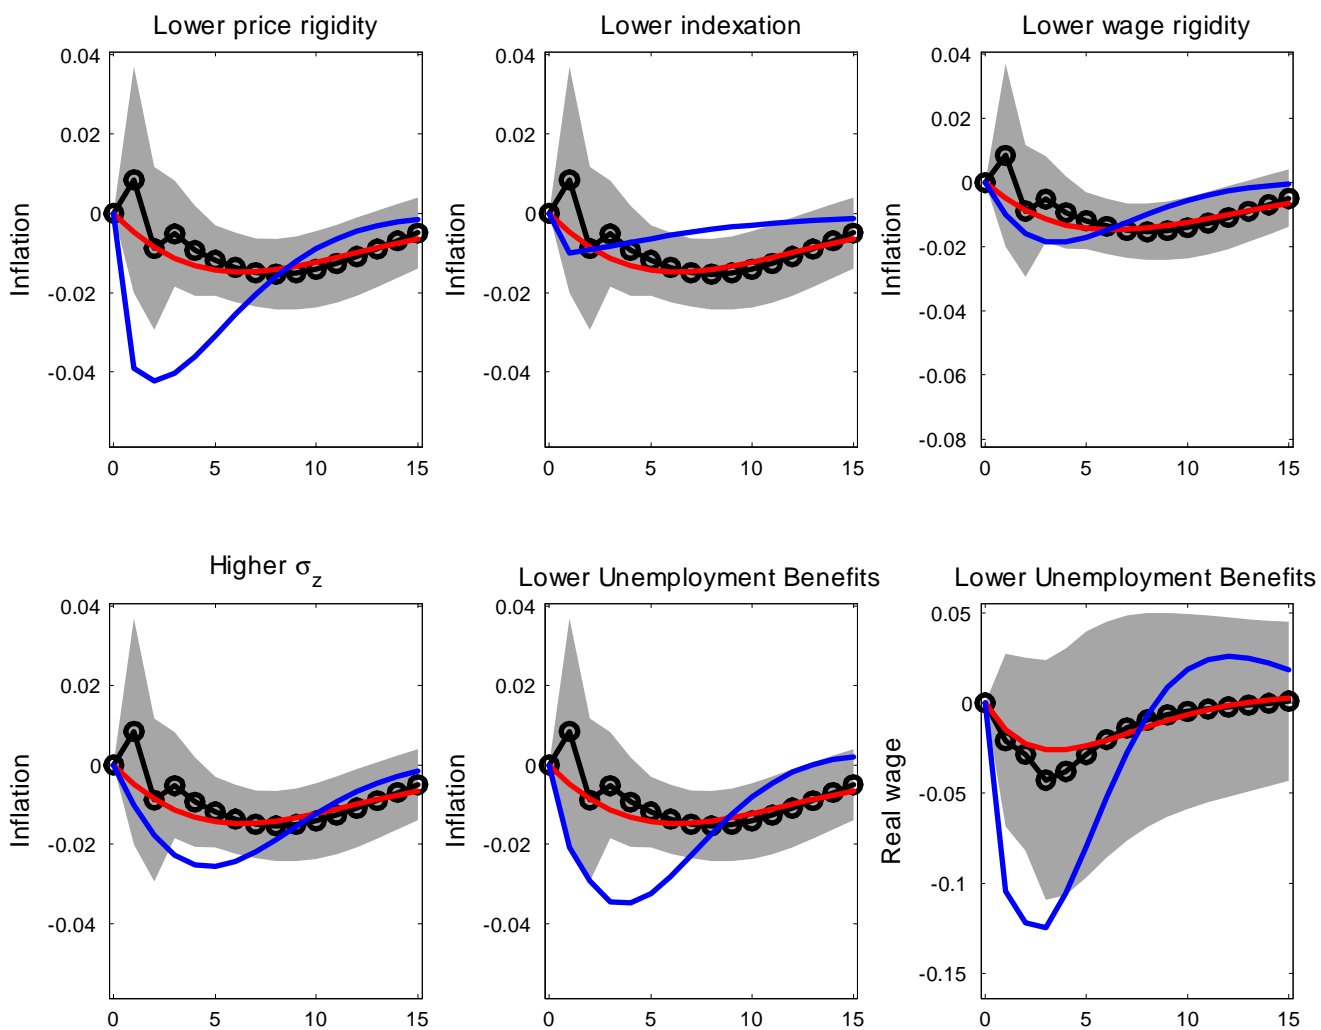 Lower price rigidity
Lower indexation
Lower wage rigidity
0.04
0.02
0
-0.02
-0.04
Inflation
0 5 10 15
0.04
0.02
0
-0.02
-0.04
Inflation
0 5 10 15
0.04
0.02
0
-0.02
-0.04
-0.06
-0.08
Inflation
0 5 10 15
Higher σz
Lower Unemployment Benefits
Lower Unemployment Benefits
0.04
0.02
0
-0.02
-0.04
Inflation
0 5 10 15
0.04
0.02
0
-0.02
-0.04
Inflation
0 5 10 15
0.05
0
-0.05
-0.1
-0.15
Real wage
0 5 10 15